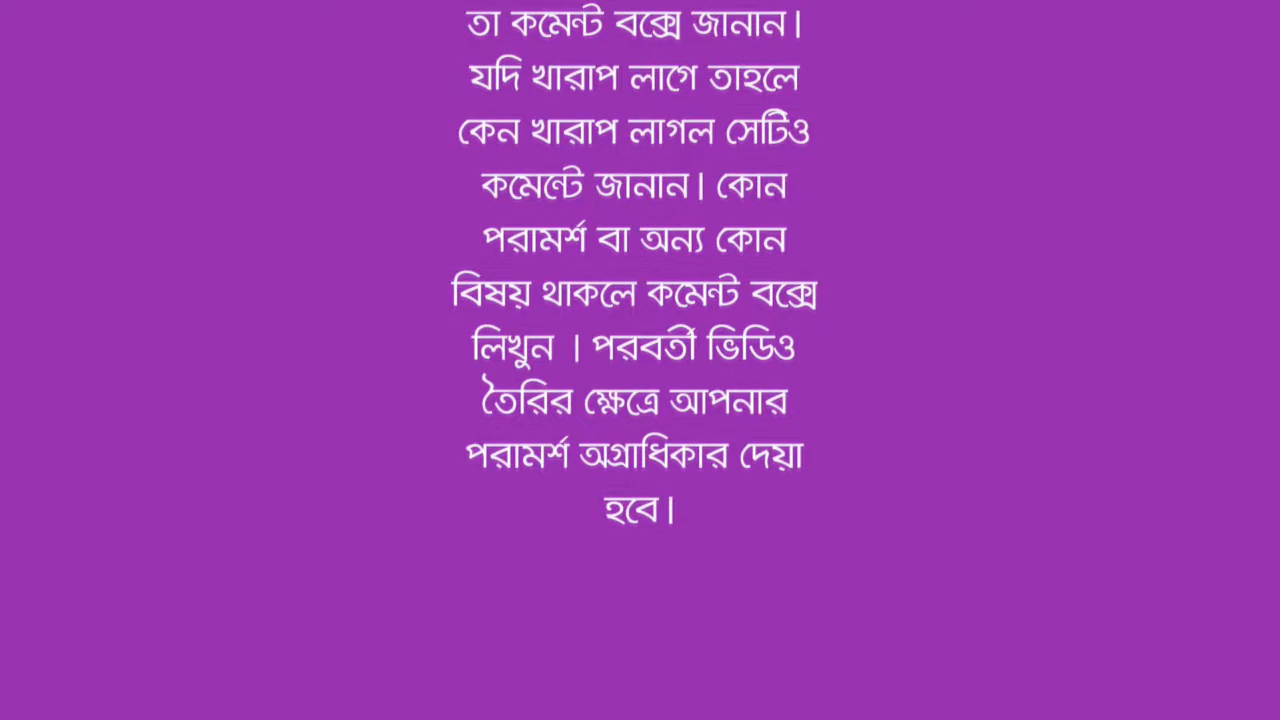 তা কমেন্ট বক্সে জানান।
যদি খারাপ লাগে তাহলে
কেন খারাপ লাগল সেটিও
কমেন্টে জানান। কোন
পরামর্শ বা অন্য কোন
বিষয় থাকলে কমেন্ট বক্সে
লিখুন । পরবর্তী ভিডিও
তৈরির ক্ষেত্রে আপনার
পরামর্শ অগ্রাধিকার দেয়া
হবে।